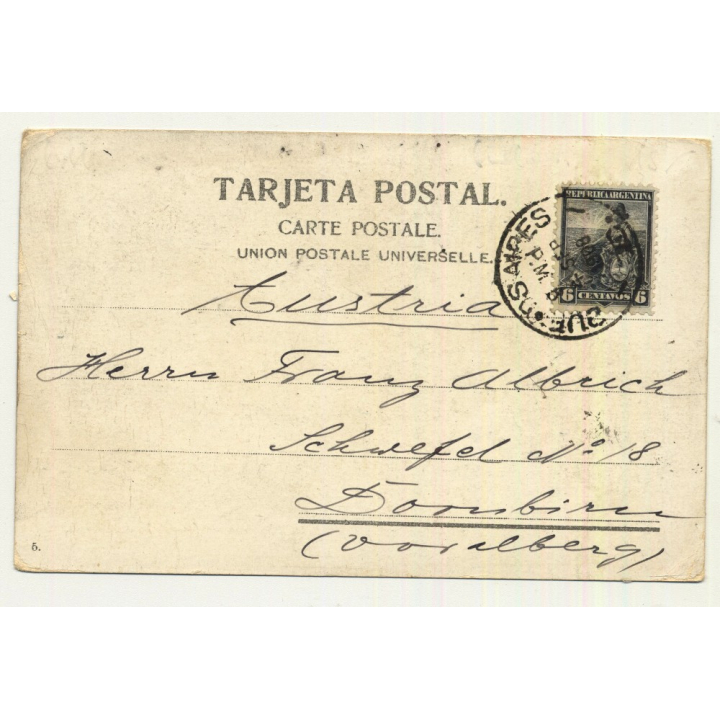 TARJETA POSTAL.
CARTE POSTALE.
UNION POSTALE UNIVERSELLE.
REPUBLICA ARGENTINA
6 CENTAVOS 6
BUENOS AIRES
P.M.
Austria
Herrn Franz Albrich
Schwefel No 18
Dornbirn
(Vorarlberg)
5.